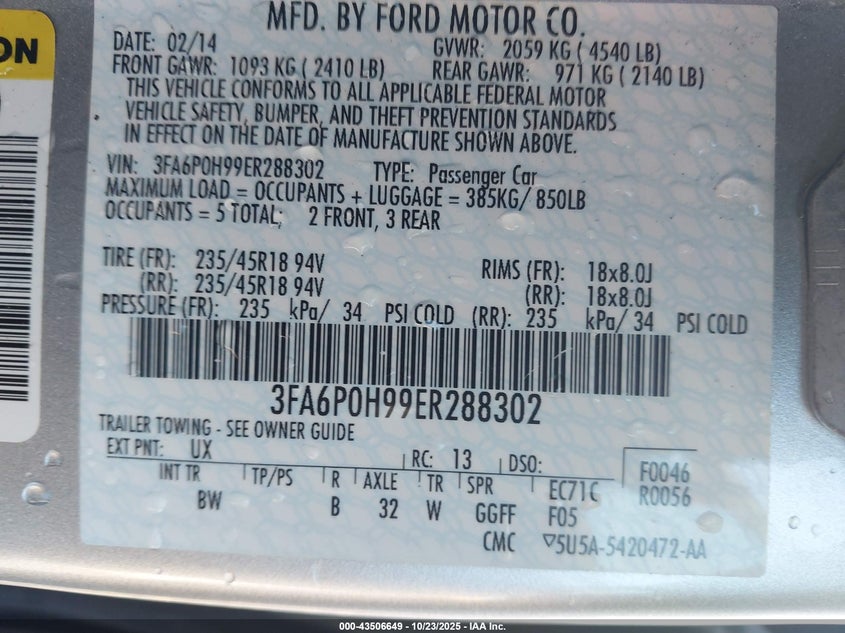 ON
MFD. BY FORD MOTOR CO.
DATE: 02/14 GVWR: 2059 KG ( 4540 LB)
FRONT GAWR: 1093 KG ( 2410 LB) REAR GAWR: 971 KG ( 2140 LB)
THIS VEHICLE CONFORMS TO ALL APPLICABLE FEDERAL MOTOR
VEHICLE SAFETY, BUMPER, AND THEFT PREVENTION STANDARDS
IN EFFECT ON THE DATE OF MANUFACTURE SHOWN ABOVE.
VIN: 3FA6P0H99ER288302 TYPE: Passenger Car
MAXIMUM LOAD = OCCUPANTS + LUGGAGE = 385KG/ 850LB
OCCUPANTS = 5 TOTAL; 2 FRONT, 3 REAR
TIRE (FR): 235/45R18 94V RIMS (FR): 18x8.0J
(RR): 235/45R18 94V (RR): 18x8.0J
PRESSURE (FR): 235 kPa/ 34 PSI COLD (RR): 235 kPa/ 34 PSI COLD
3FA6P0H99ER288302
TRAILER TOWING - SEE OWNER GUIDE
EXT PNT: UX RC: 13 DSO: F0046
INT TR TP/PS R AXLE TR SPR EC71C R0056
BW B 32 W GGFF F05
CMC ▽5U5A-5420472-AA
000-43506649 - 10/23/2025 - IAA Inc.